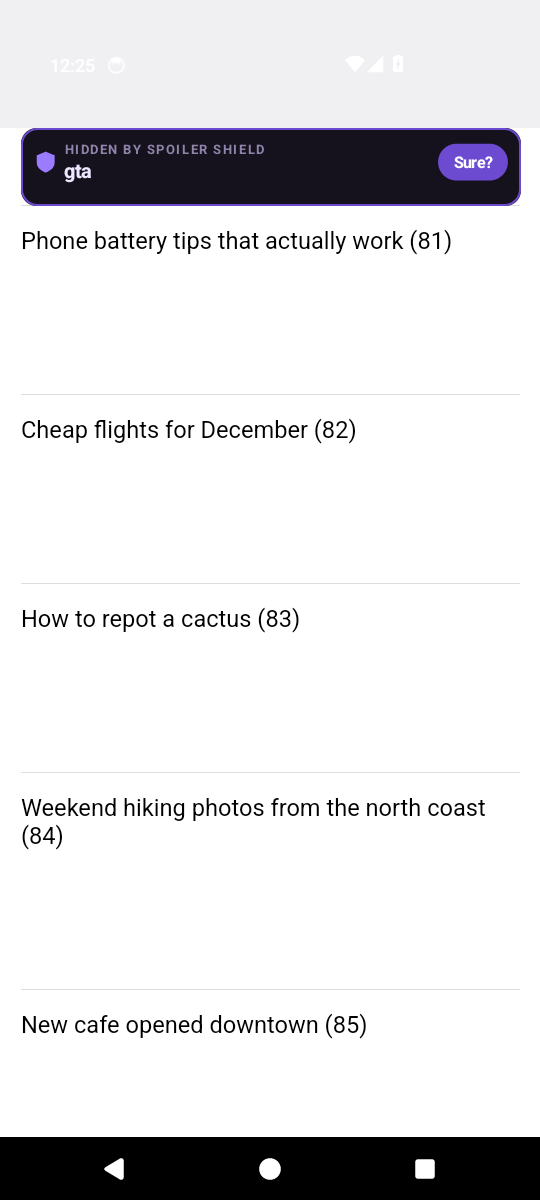 12:25
HIDDEN BY SPOILER SHIELD
gta
Sure?
Phone battery tips that actually work (81)
Cheap flights for December (82)
How to repot a cactus (83)
Weekend hiking photos from the north coast
(84)
New cafe opened downtown (85)